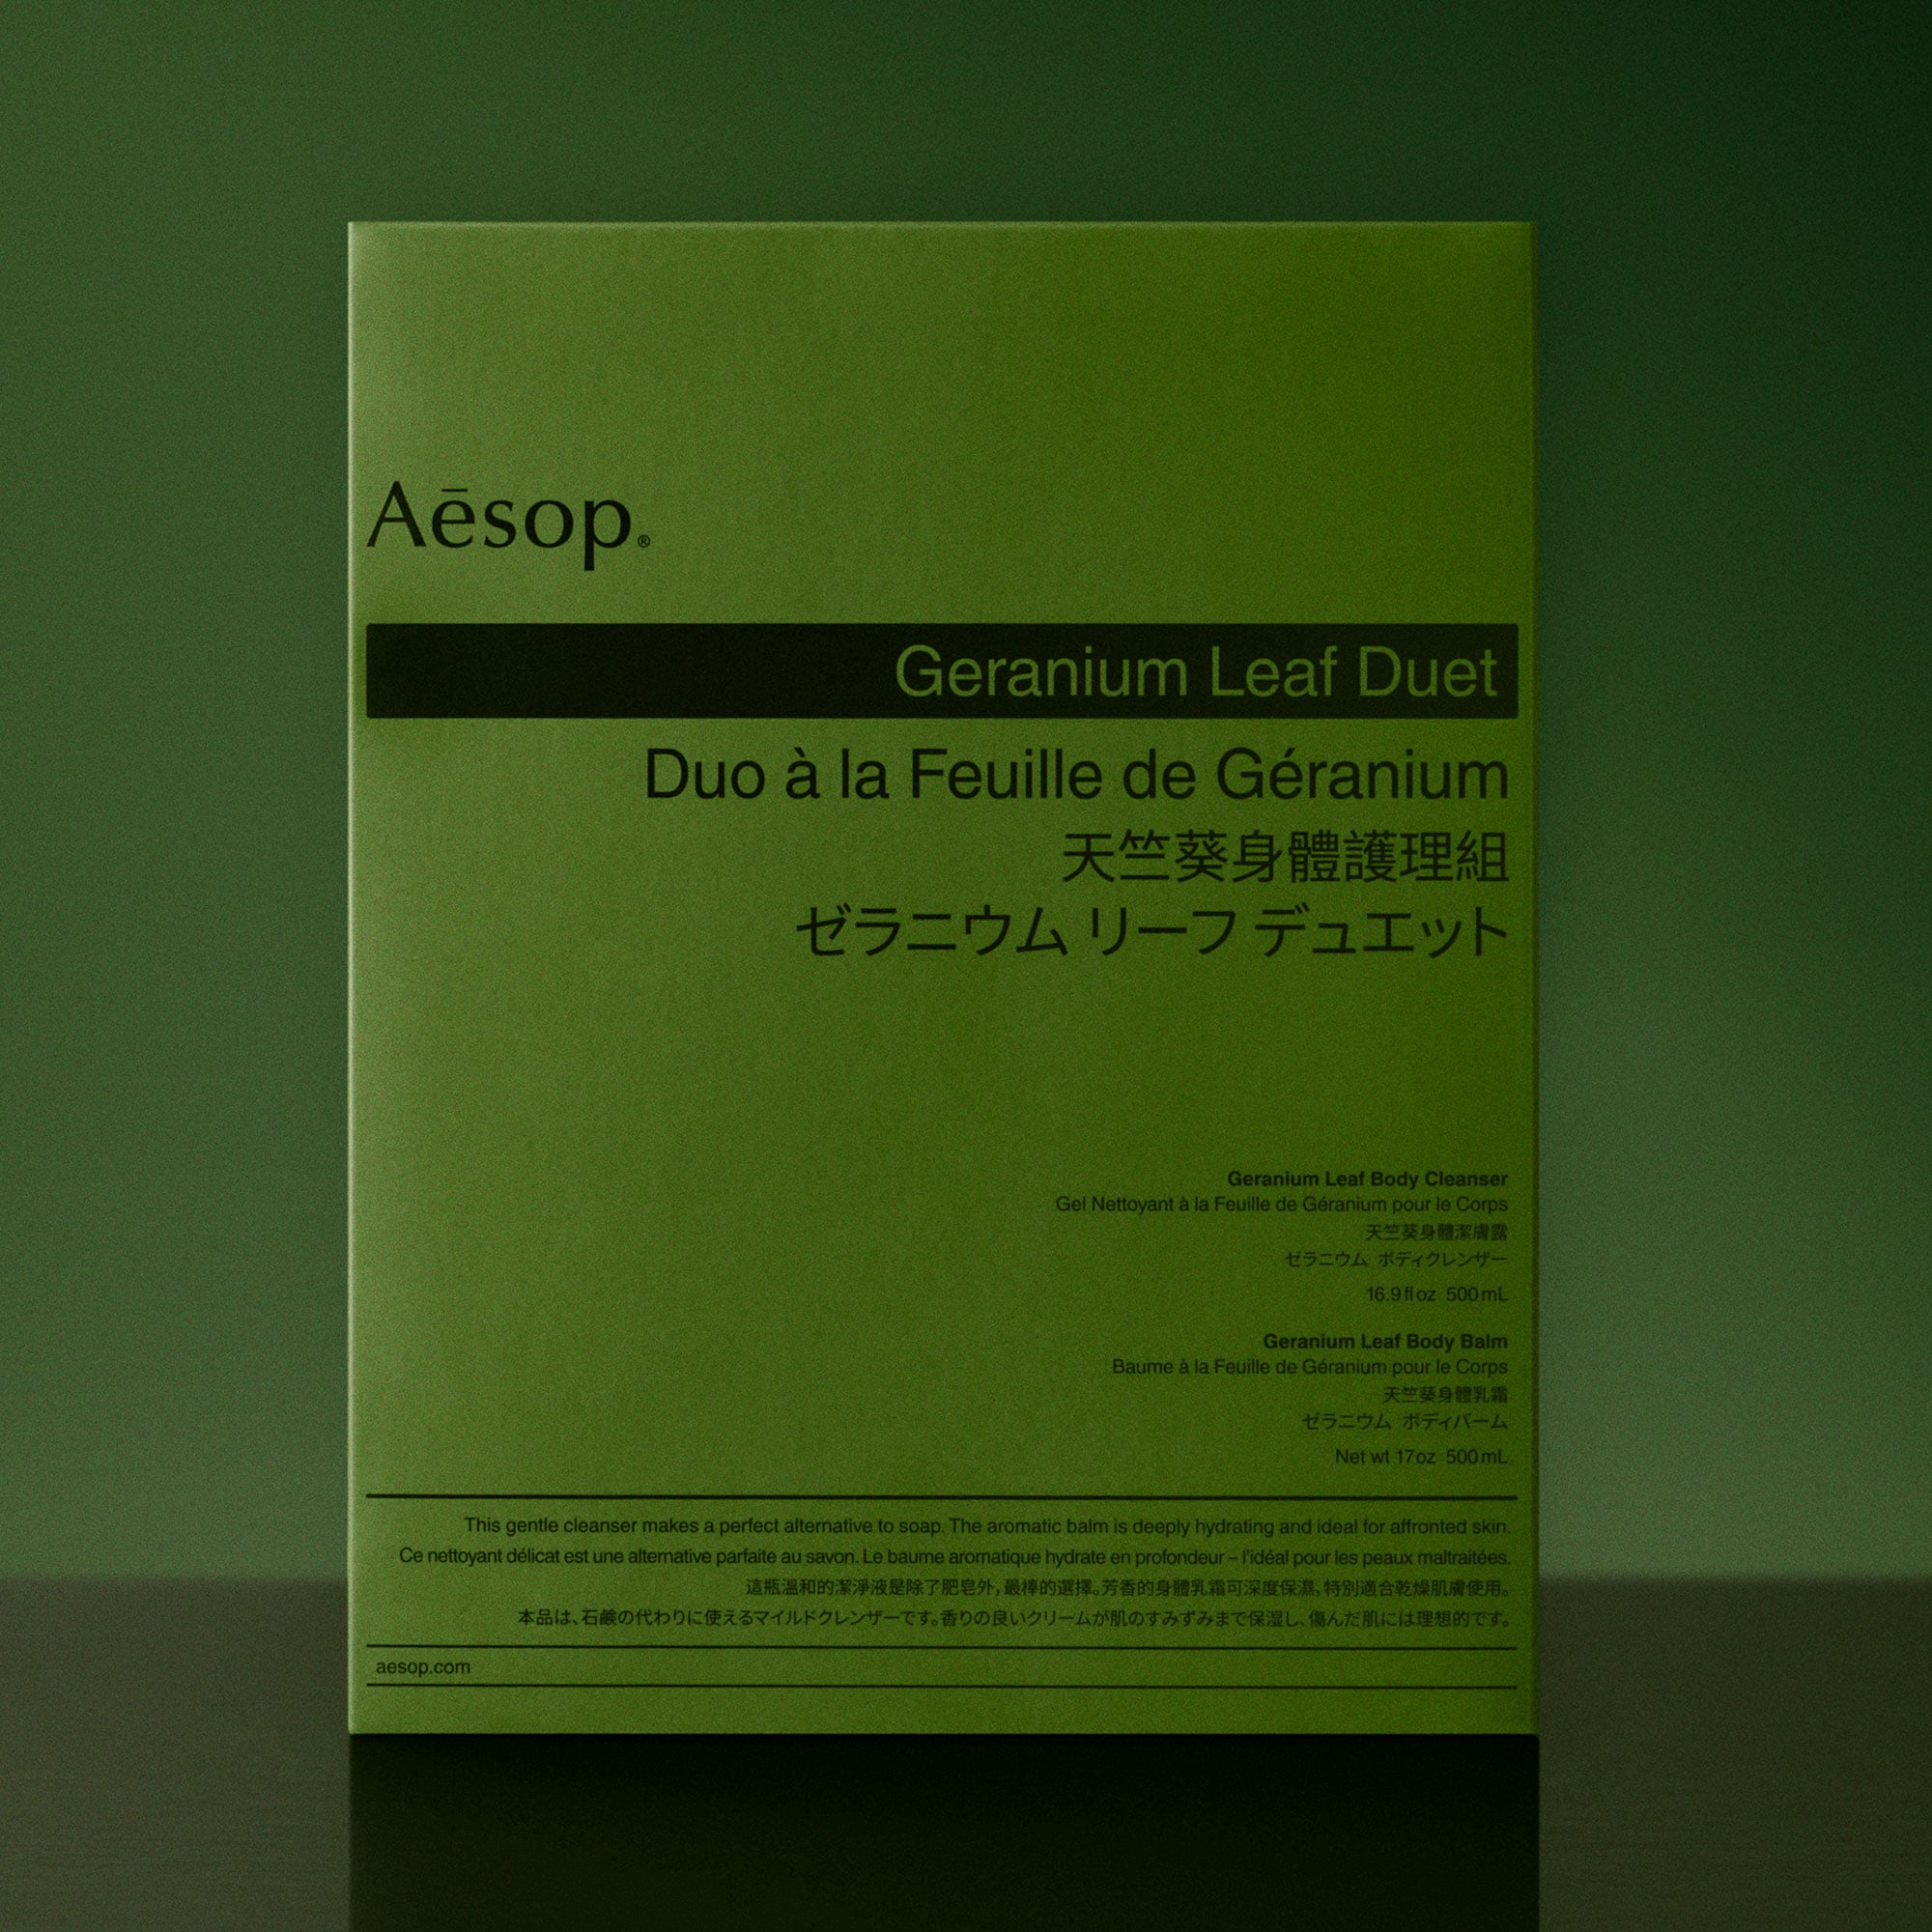 Aēsop®
Geranium Leaf Duet
Duo à la Feuille de Géranium
天竺葵身體護理組
ゼラニウム リーフ デュエット
Geranium Leaf Body Cleanser
Gel Nettoyant à la Feuille de Géranium pour le Corps
天竺葵身體潔膚露
ゼラニウム ボディクレンザー
16.9 fl oz 500 mL
Geranium Leaf Body Balm
Baume à la Feuille de Géranium pour le Corps
天竺葵身體乳霜
ゼラニウム ボディバーム
Net wt 17 oz 500 mL
This gentle cleanser makes a perfect alternative to soap. The aromatic balm is deeply hydrating and ideal for affronted skin.
Ce nettoyant délicat est une alternative parfaite au savon. Le baume aromatique hydrate en profondeur – l'idéal pour les peaux maltraitées.
這瓶溫和的潔淨液是除了肥皂外，最棒的選擇。芳香的身體乳霜可深度保濕，特別適合乾燥肌膚使用。
本品は、石鹸の代わりに使えるマイルドクレンザーです。香りの良いクリームが肌のすみずみまで保湿し、傷んだ肌には理想的です。
aesop.com